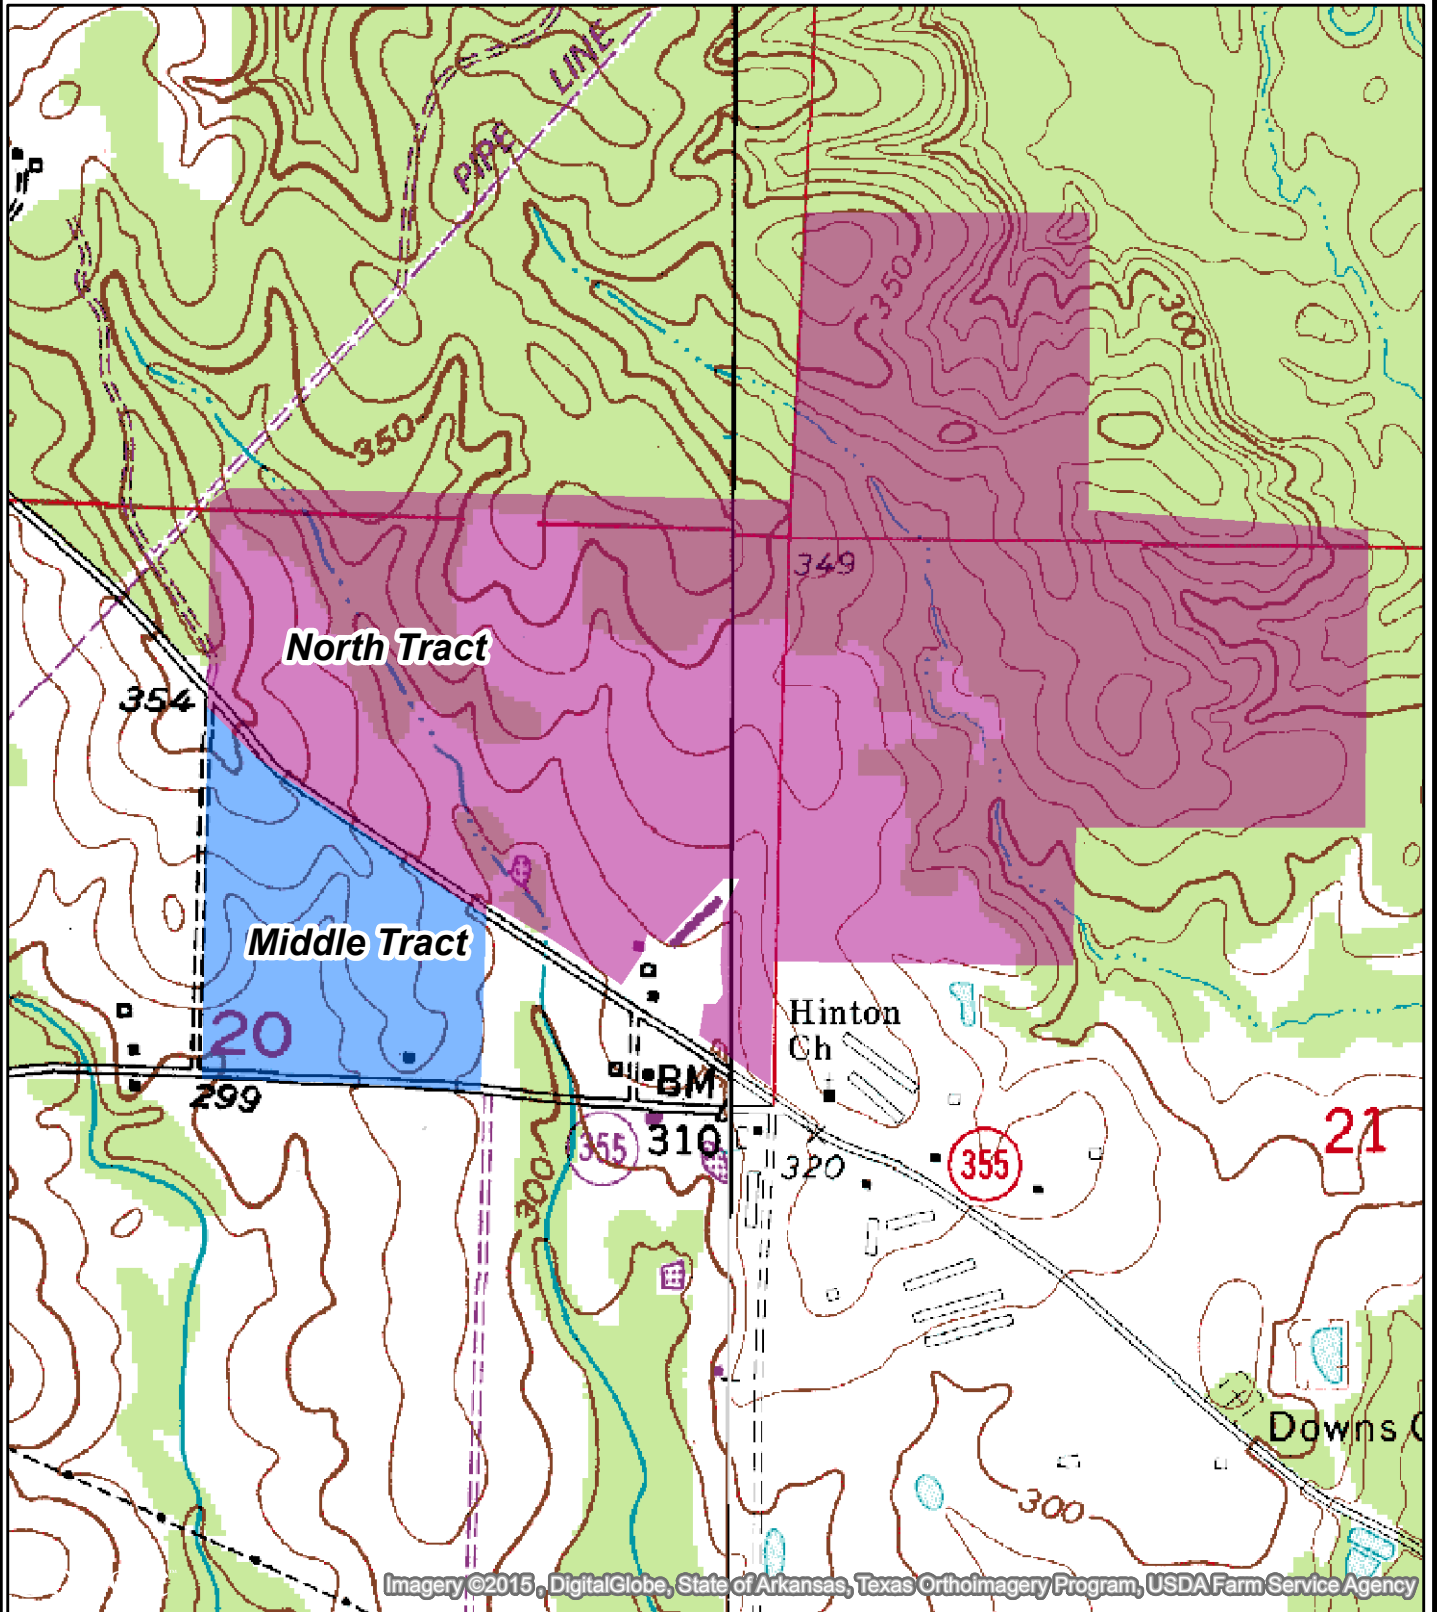 PIPE LINE
350
300
350
349
North Tract
354
Middle Tract
20
299
Hinton
Ch
BM
310
355
320
355
21
300
Downs
300
Imagery ©2015 , DigitalGlobe, State of Arkansas, Texas Orthoimagery Program, USDA Farm Service Agency